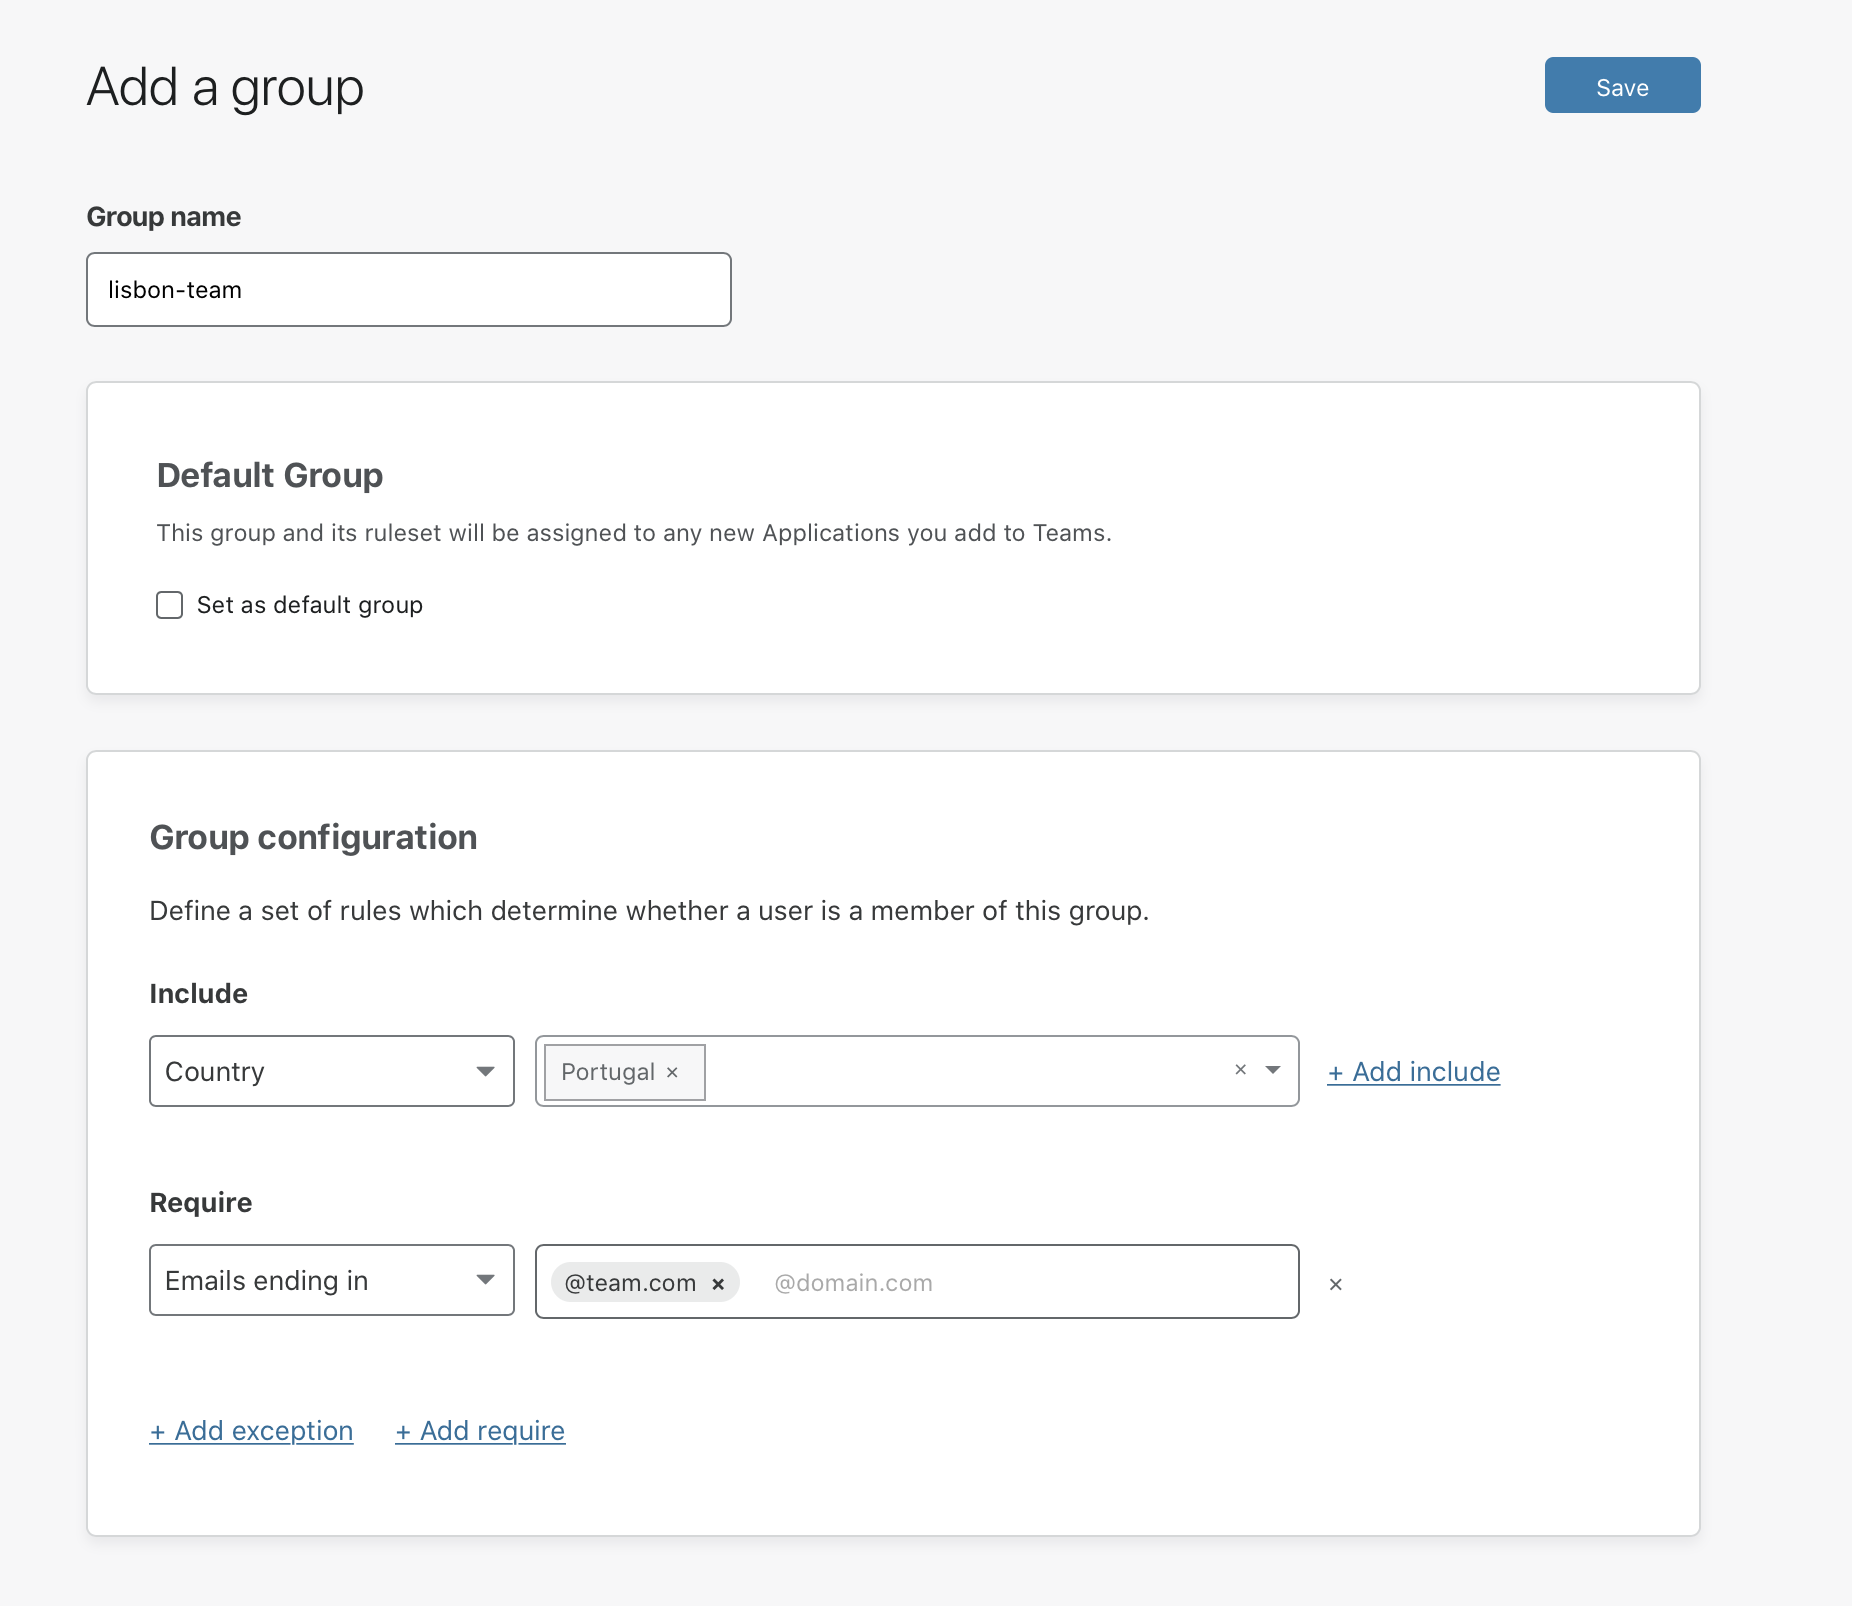 Add a group
Save
Group name
lisbon-team
Default Group
This group and its ruleset will be assigned to any new Applications you add to Teams.
Set as default group
Group configuration
Define a set of rules which determine whether a user is a member of this group.
Include
Country
Portugal ×
×
+ Add include
Require
Emails ending in
@team.com ×
@domain.com
×
+ Add exception
+ Add require